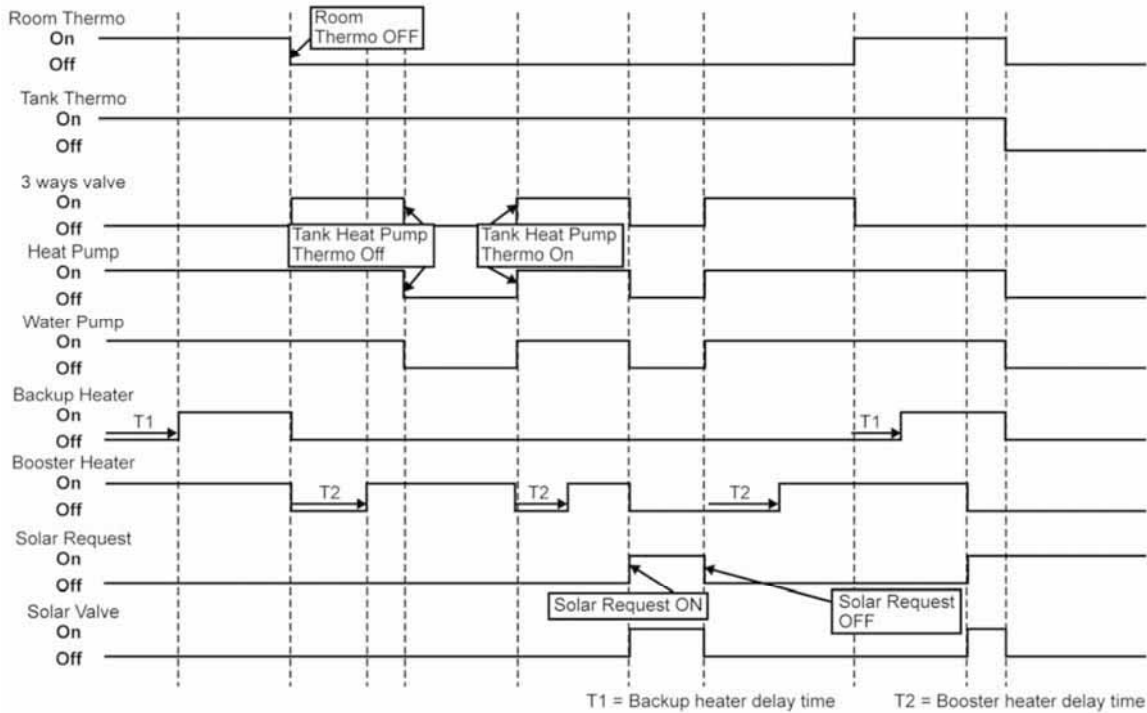 Room Thermo
On
Off
Room
Thermo OFF
Tank Thermo
On
Off
3 ways valve
On
Off
Tank Heat Pump
Thermo Off
Tank Heat Pump
Thermo On
Heat Pump
On
Off
Water Pump
On
Off
Backup Heater
On
Off
T1
T1
Booster Heater
On
Off
T2
T2
T2
Solar Request
On
Off
Solar Request ON
Solar Request
OFF
Solar Valve
On
Off
T1 = Backup heater delay time
T2 = Booster heater delay time